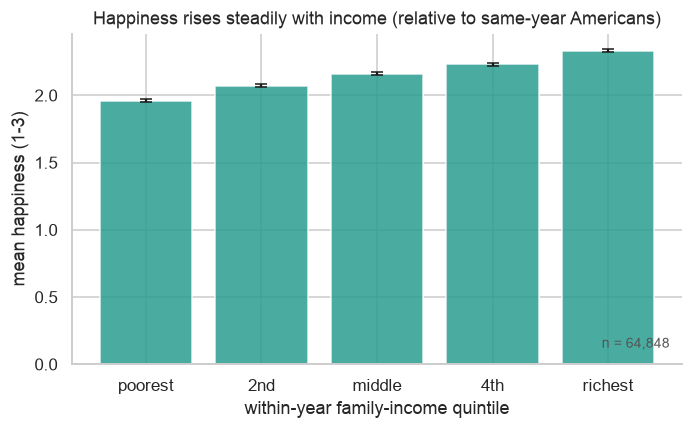 Happiness rises steadily with income (relative to same-year Americans)
mean happiness (1-3)
2.0
1.5
1.0
0.5
0.0
n = 64,848
poorest 2nd middle 4th richest
within-year family-income quintile